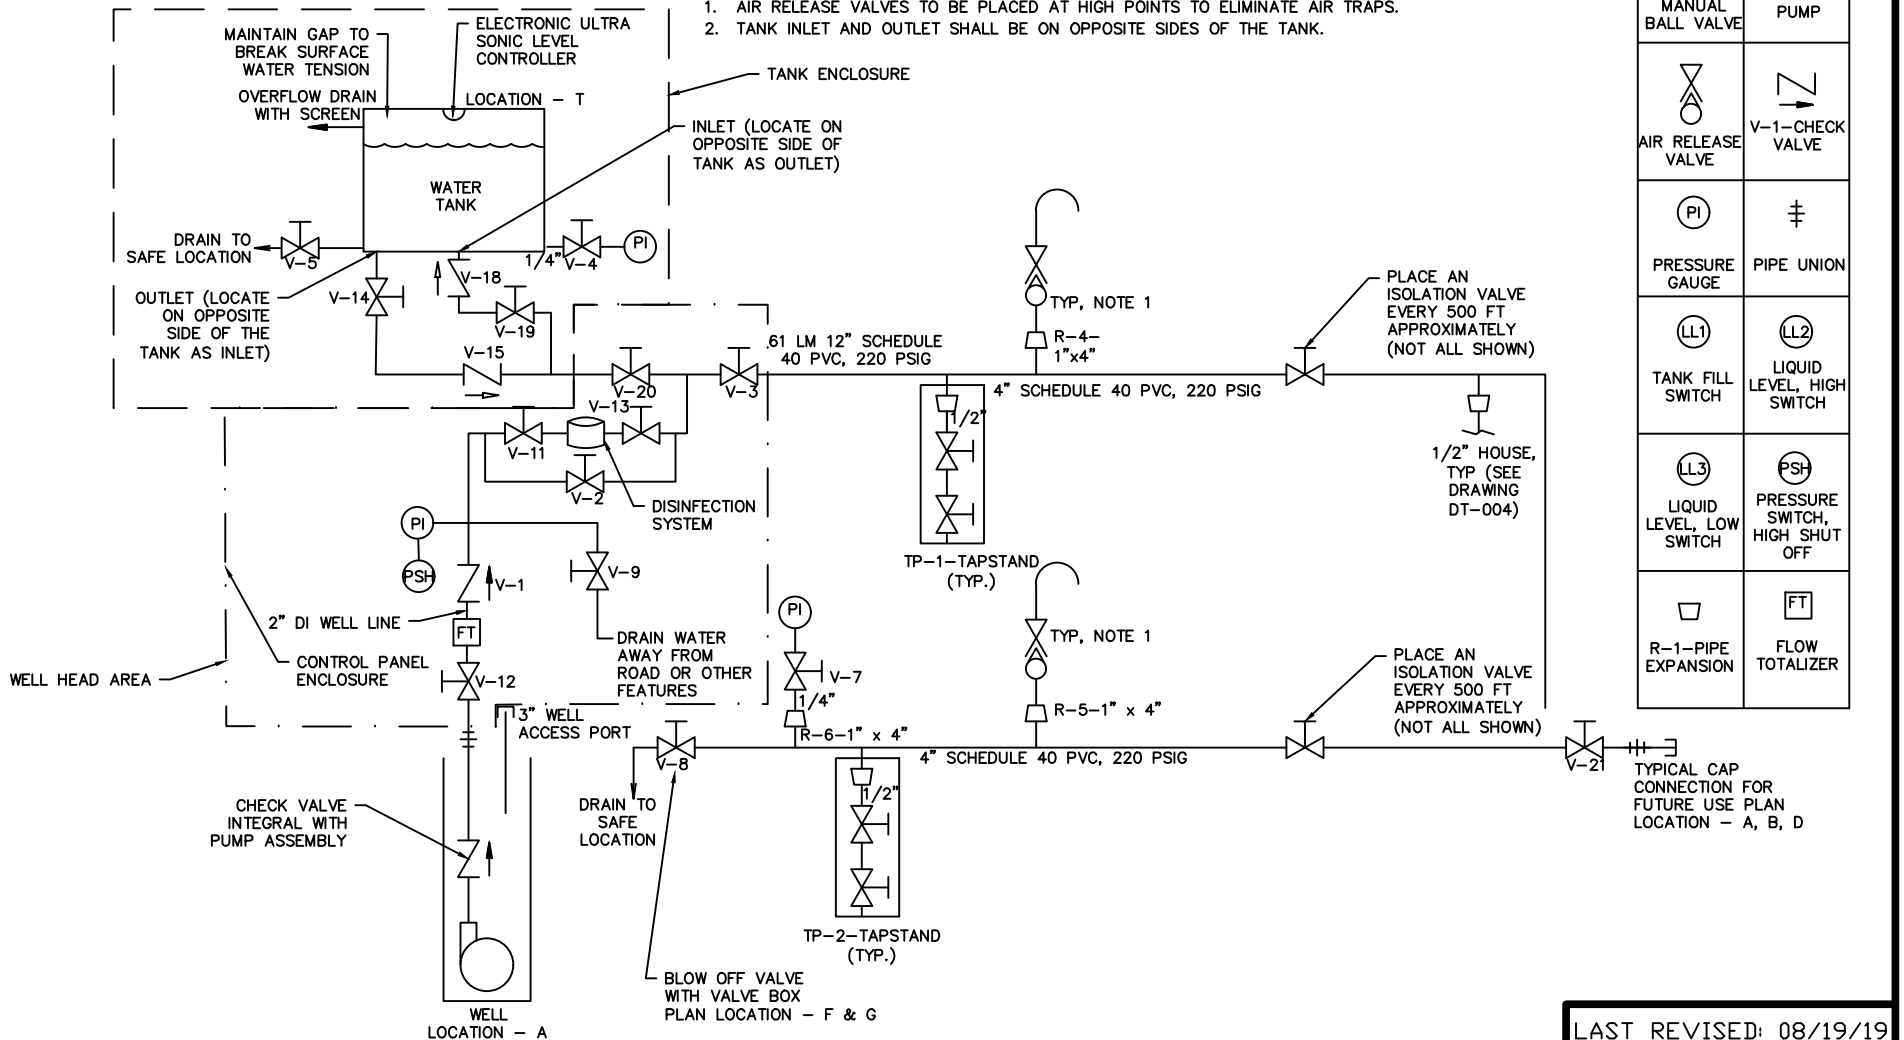 1. AIR RELEASE VALVES TO BE PLACED AT HIGH POINTS TO ELIMINATE AIR TRAPS.
2. TANK INLET AND OUTLET SHALL BE ON OPPOSITE SIDES OF THE TANK.
MAINTAIN GAP TO
BREAK SURFACE
WATER TENSION
ELECTRONIC ULTRA
SONIC LEVEL
CONTROLLER
OVERFLOW DRAIN
WITH SCREEN
LOCATION - T
TANK ENCLOSURE
INLET (LOCATE ON
OPPOSITE SIDE OF
TANK AS OUTLET)
WATER
TANK
DRAIN TO
SAFE LOCATION
V-5
1/4"
V-4
PI
V-18
V-14
V-19
OUTLET (LOCATE
ON OPPOSITE
SIDE OF THE
TANK AS INLET)
V-15
V-20
V-3
61 LM 12" SCHEDULE
40 PVC, 220 PSIG
TYP, NOTE 1
R-4-
1"x4"
4" SCHEDULE 40 PVC, 220 PSIG
PLACE AN
ISOLATION VALVE
EVERY 500 FT
APPROXIMATELY
(NOT ALL SHOWN)
1/2"
TP-1-TAPSTAND
(TYP.)
1/2" HOUSE,
TYP (SEE
DRAWING
DT-004)
V-13
V-11
V-2
DISINFECTION
SYSTEM
PI
PSH
V-9
V-1
2" DI WELL LINE
FT
DRAIN WATER
AWAY FROM
ROAD OR OTHER
FEATURES
CONTROL PANEL
ENCLOSURE
WELL HEAD AREA
V-12
3" WELL
ACCESS PORT
PI
V-7
1/4"
R-6-1" x 4"
TYP, NOTE 1
R-5-1" x 4"
PLACE AN
ISOLATION VALVE
EVERY 500 FT
APPROXIMATELY
(NOT ALL SHOWN)
V-8
4" SCHEDULE 40 PVC, 220 PSIG
V-21
TYPICAL CAP
CONNECTION FOR
FUTURE USE PLAN
LOCATION - A, B, D
DRAIN TO
SAFE
LOCATION
1/2"
CHECK VALVE
INTEGRAL WITH
PUMP ASSEMBLY
TP-2-TAPSTAND
(TYP.)
BLOW OFF VALVE
WITH VALVE BOX
PLAN LOCATION - F & G
WELL
LOCATION - A
MANUAL
BALL VALVE
PUMP
AIR RELEASE
VALVE
V-1-CHECK
VALVE
PI
PRESSURE
GAUGE
PIPE UNION
LL1
TANK FILL
SWITCH
LL2
LIQUID
LEVEL, HIGH
SWITCH
LL3
LIQUID
LEVEL, LOW
SWITCH
PSH
PRESSURE
SWITCH,
HIGH SHUT
OFF
R-1-PIPE
EXPANSION
FT
FLOW
TOTALIZER
LAST REVISED: 08/19/19